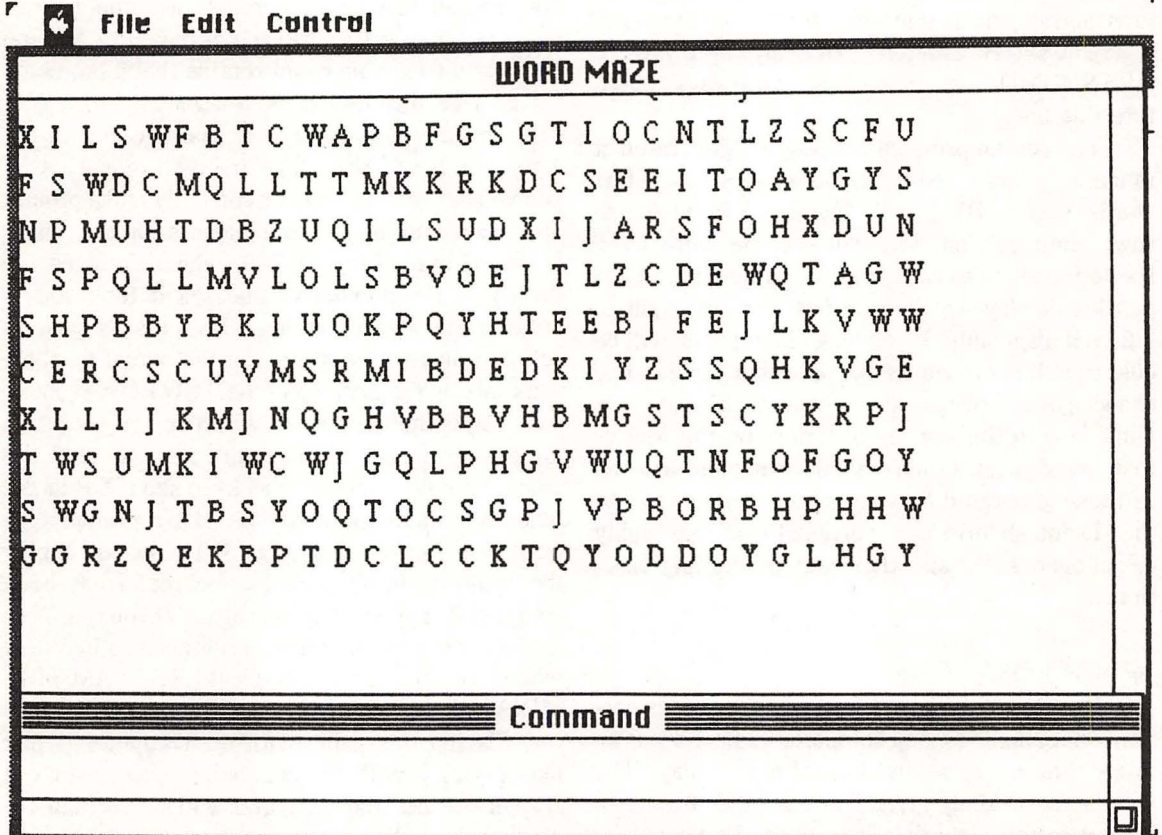 File Edit Control
WORD MAZE
X I L S W F B T C W A P B F G S G T I O C N T L Z S C F U
F S W D C M Q L L T T M K K R K D C S E E I T O A Y G Y S
N P M U H T D B Z U Q I L S U D X I J A R S F O H X D U N
F S P Q L L M V L O L S B V O E J T L Z C D E W Q T A G W
S H P B B Y B K I U O K P Q Y H T E E B J F E J L K V W W
C E R C S C U V M S R M I B D E D K I Y Z S S Q H K V G E
X L L I J K M J N Q G H V B B V H B M G S T S C Y K R P J
T W S U M K I W C W J G Q L P H G V W U Q T N F O F G O Y
S W G N J T B S Y O Q T O C S G P J V P B O R B H P H H W
G G R Z Q E K B P T D C L C C K T Q Y O D D O Y G L H G Y
Command